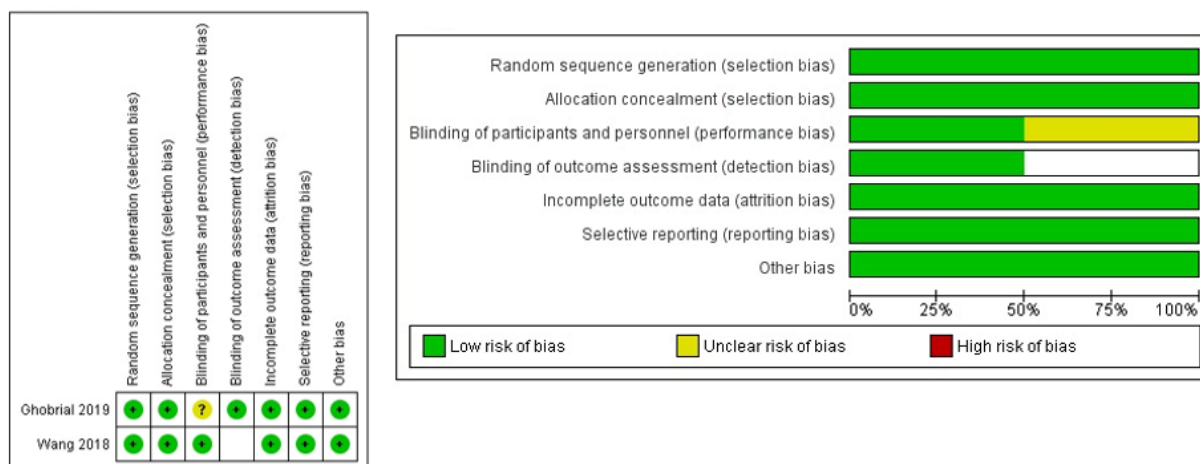 Random sequence generation (selection bias)
Allocation concealment (selection bias)
Blinding of participants and personnel (performance bias)
Blinding of outcome assessment (detection bias)
Incomplete outcome data (attrition bias)
Selective reporting (reporting bias)
Other bias
Ghobrial 2019 + + ? + + + +
Wang 2018 + + + + + +
Random sequence generation (selection bias)
Allocation concealment (selection bias)
Blinding of participants and personnel (performance bias)
Blinding of outcome assessment (detection bias)
Incomplete outcome data (attrition bias)
Selective reporting (reporting bias)
Other bias
0% 25% 50% 75% 100%
Low risk of bias Unclear risk of bias High risk of bias